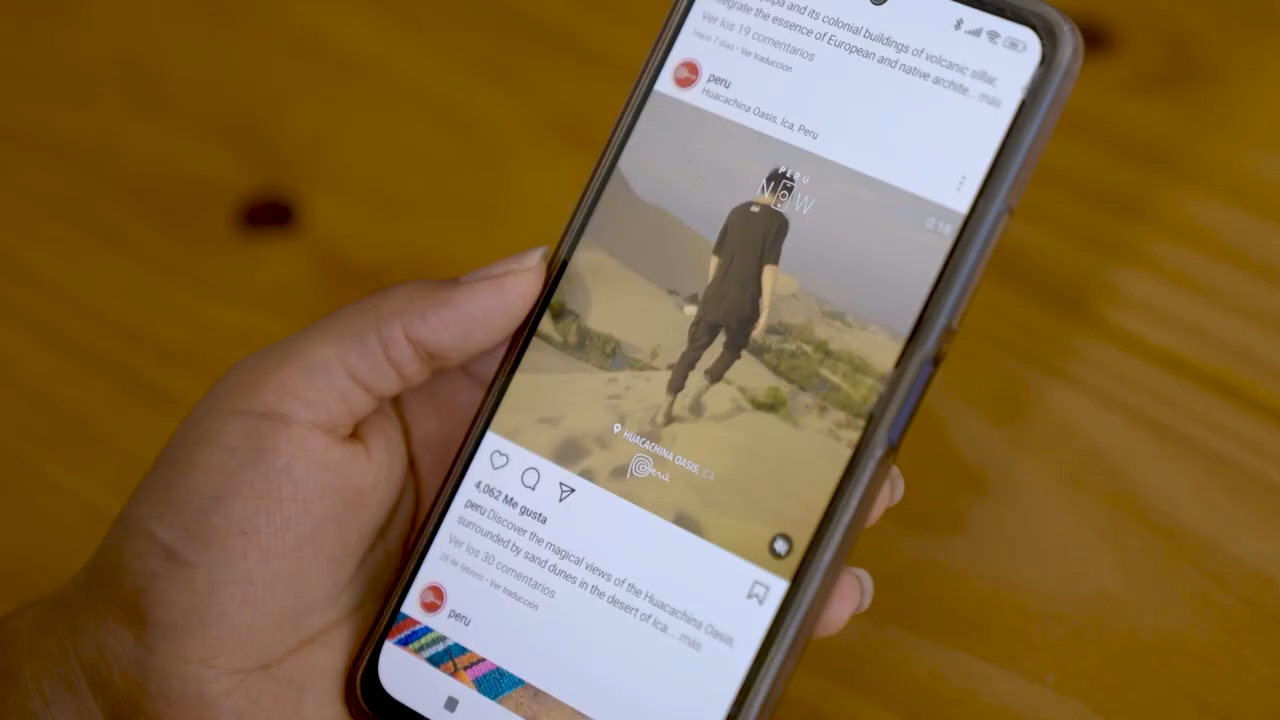 and its colonial buildings of volcanic sillar,
integrate the essence of European and native archite... más
Ver los 19 comentarios
Hace 7 días • Ver traducción
peru
Huacachina Oasis, Ica, Peru
PERU
NOW
0:16
HUACACHINA OASIS, ICA
Perú
4,062 Me gusta
peru Discover the magical views of the Huacachina Oasis,
surrounded by sand dunes in the desert of Ica... más
Ver los 30 comentarios
28 de febrero • Ver traducción
peru